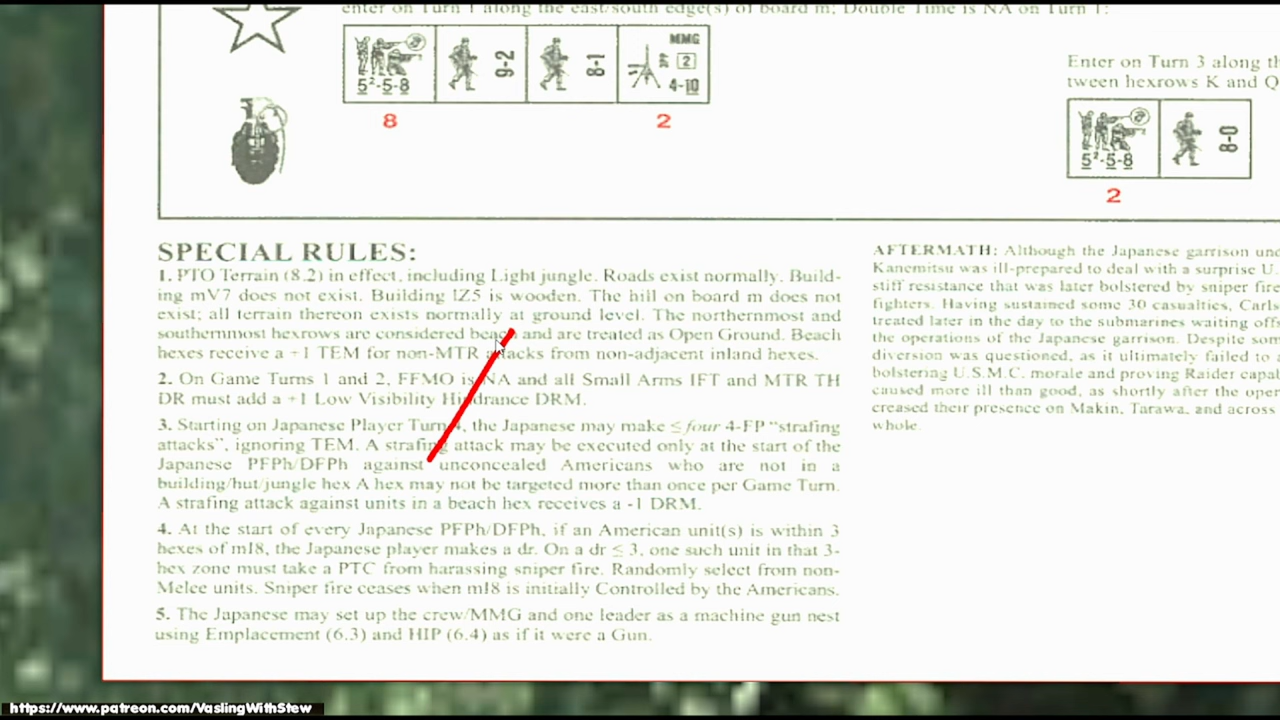 enter on Turn 1 along the east/south edge(s) of board m; Double Time is NA on Turn 1:
5²-5-8
9-2
8-1
MMG
2
4-10
8
2
Enter on Turn 3 along th
tween hexrows K and Q
5²-5-8
8-0
2
SPECIAL RULES:
1. PTO Terrain (8.2) in effect, including Light jungle. Roads exist normally. Build-
ing mV7 does not exist. Building lZ5 is wooden. The hill on board m does not
exist; all terrain thereon exists normally at ground level. The northernmost and
southernmost hexrows are considered beach and are treated as Open Ground. Beach
hexes receive a +1 TEM for non-MTR attacks from non-adjacent inland hexes.
2. On Game Turns 1 and 2, FFMO is NA and all Small Arms IFT and MTR TH
DR must add a +1 Low Visibility Hindrance DRM.
3. Starting on Japanese Player Turn 4, the Japanese may make ≤ four 4-FP “strafing
attacks”, ignoring TEM. A strafing attack may be executed only at the start of the
Japanese PFPh/DFPh against unconcealed Americans who are not in a
building/hut/jungle hex A hex may not be targeted more than once per Game Turn.
A strafing attack against units in a beach hex receives a -1 DRM.
4. At the start of every Japanese PFPh/DFPh, if an American unit(s) is within 3
hexes of mI8, the Japanese player makes a dr. On a dr ≤ 3, one such unit in that 3-
hex zone must take a PTC from harassing sniper fire. Randomly select from non-
Melee units. Sniper fire ceases when mI8 is initially Controlled by the Americans.
5. The Japanese may set up the crew/MMG and one leader as a machine gun nest
using Emplacement (6.3) and HIP (6.4) as if it were a Gun.
AFTERMATH: Although the Japanese garrison und
Kanemitsu was ill-prepared to deal with a surprise U.
stiff resistance that was later bolstered by sniper fire
fighters. Having sustained some 30 casualties, Carls
treated later in the day to the submarines waiting off
the operations of the Japanese garrison. Despite som
diversion was questioned, as it ultimately failed to a
bolstering U.S.M.C. morale and proving Raider capab
caused more ill than good, as shortly after the oper
creased their presence on Makin, Tarawa, and across
whole.
https://www.patreon.com/VaslingWithStew